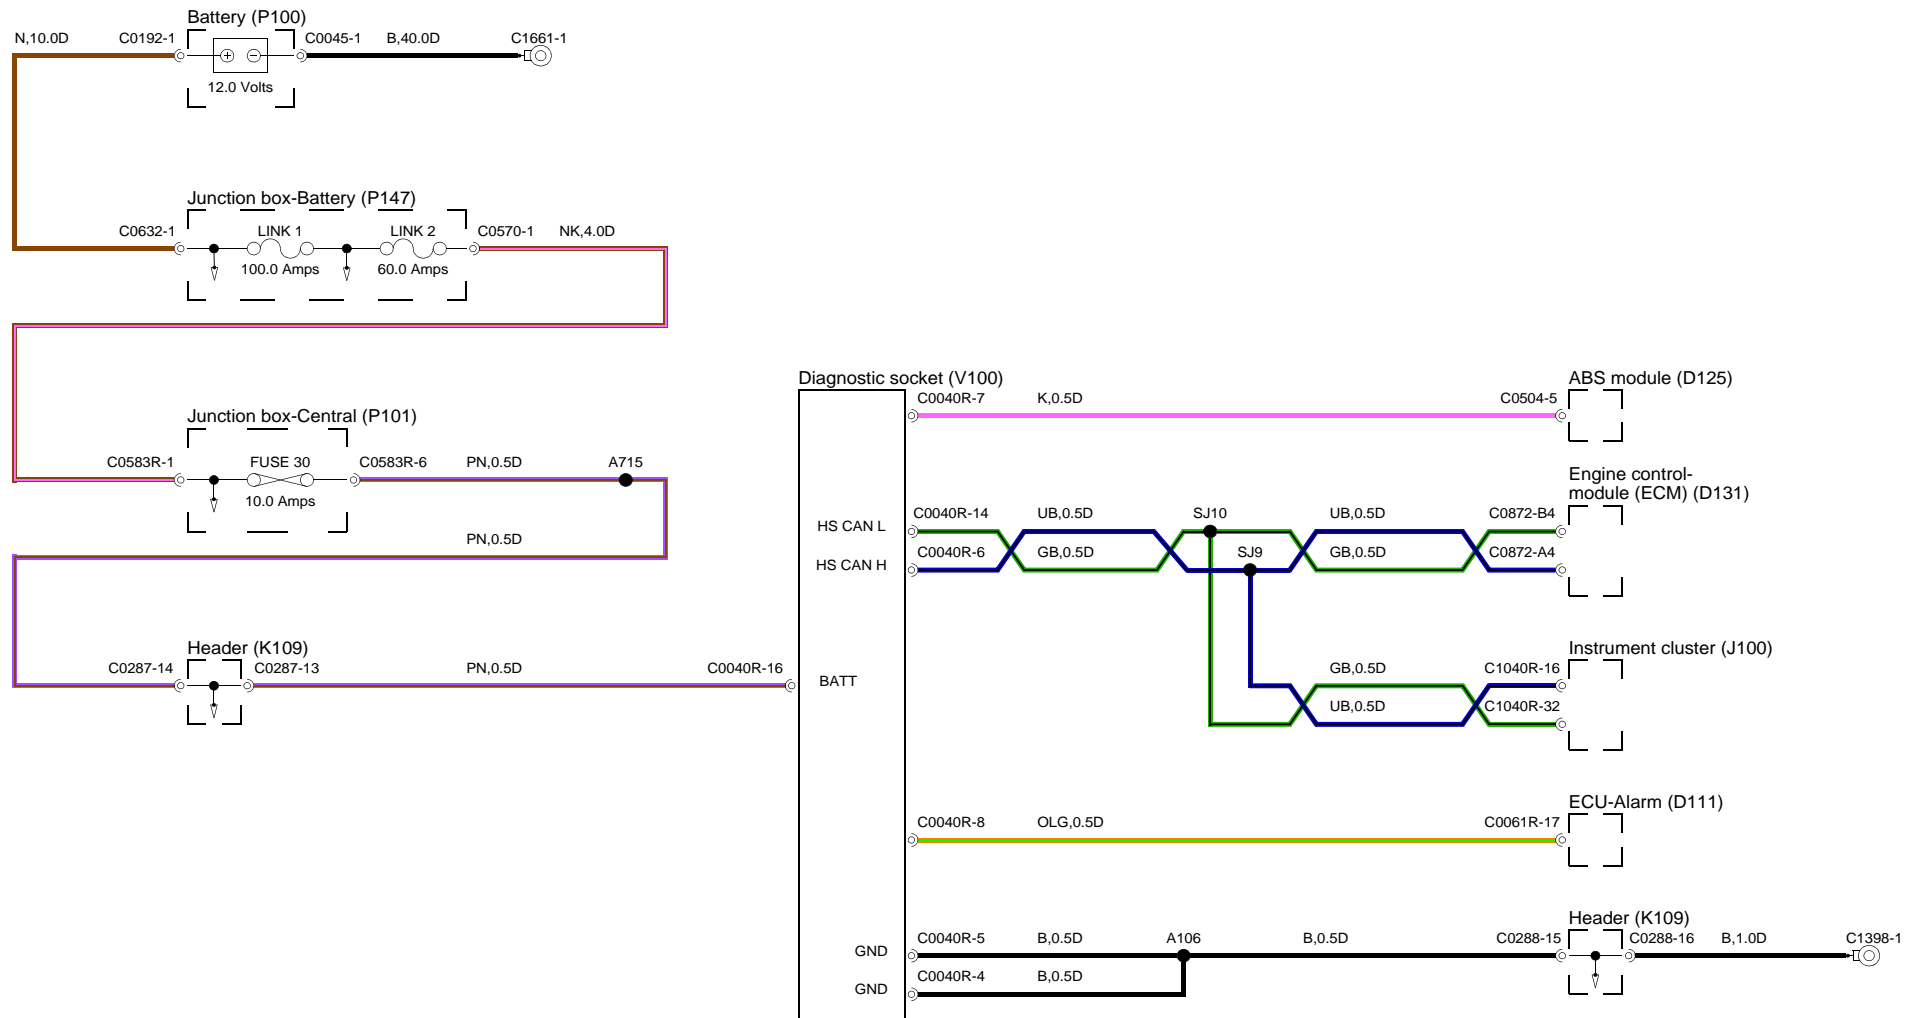 Battery (P100)
N,10.0D
C0192-1
C0045-1
B,40.0D
C1661-1
12.0 Volts
Junction box-Battery (P147)
C0632-1
LINK 1
LINK 2
C0570-1
NK,4.0D
100.0 Amps
60.0 Amps
Junction box-Central (P101)
C0583R-1
FUSE 30
C0583R-6
PN,0.5D
A715
10.0 Amps
PN,0.5D
Header (K109)
C0287-14
C0287-13
PN,0.5D
C0040R-16
BATT
Diagnostic socket (V100)
C0040R-7
K,0.5D
C0504-5
ABS module (D125)
Engine control-
module (ECM) (D131)
HS CAN L
C0040R-14
UB,0.5D
SJ10
UB,0.5D
C0872-B4
HS CAN H
C0040R-6
GB,0.5D
SJ9
GB,0.5D
C0872-A4
Instrument cluster (J100)
GB,0.5D
C1040R-16
UB,0.5D
C1040R-32
ECU-Alarm (D111)
C0040R-8
OLG,0.5D
C0061R-17
Header (K109)
GND
C0040R-5
B,0.5D
A106
B,0.5D
C0288-15
C0288-16
B,1.0D
C1398-1
GND
C0040R-4
B,0.5D